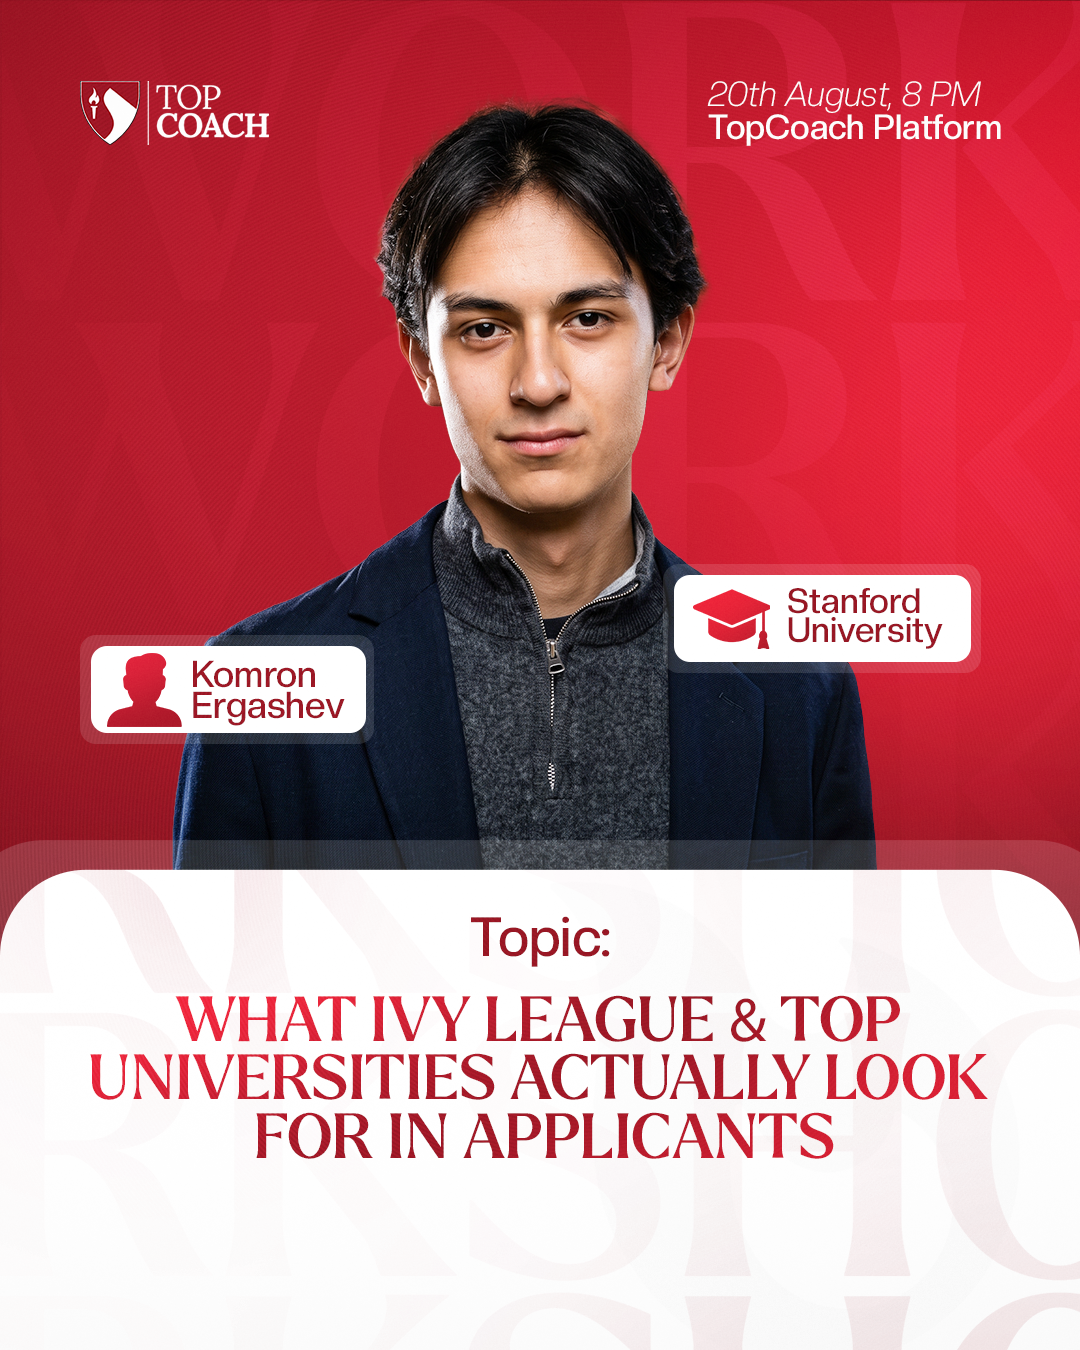 TOP
COACH
20th August, 8 PM
TopCoach Platform
Stanford
University
Komron
Ergashev
Topic:
WHAT IVY LEAGUE & TOP
UNIVERSITIES ACTUALLY LOOK
FOR IN APPLICANTS